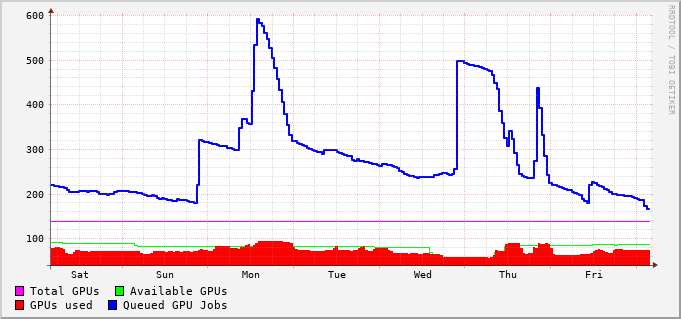 600
500
400
300
200
100
Sat Sun Mon Tue Wed Thu Fri
Total GPUs Available GPUs
GPUs used Queued GPU Jobs
RRDTOOL / TOBI OETIKER